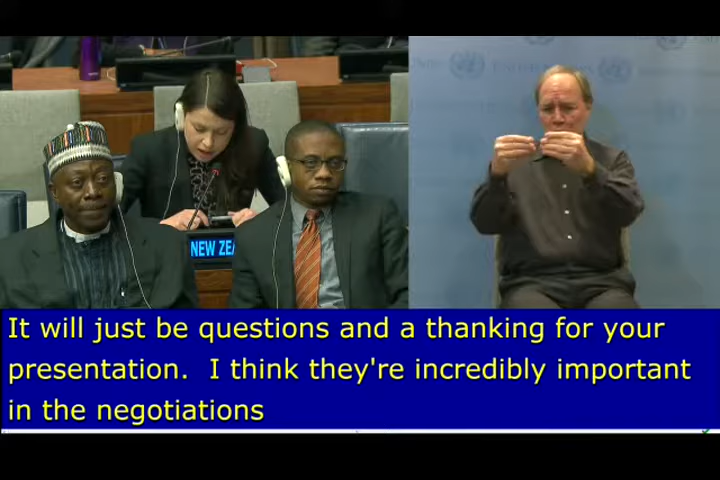 NEW ZEA
It will just be questions and a thanking for your
presentation.  I think they're incredibly important
in the negotiations